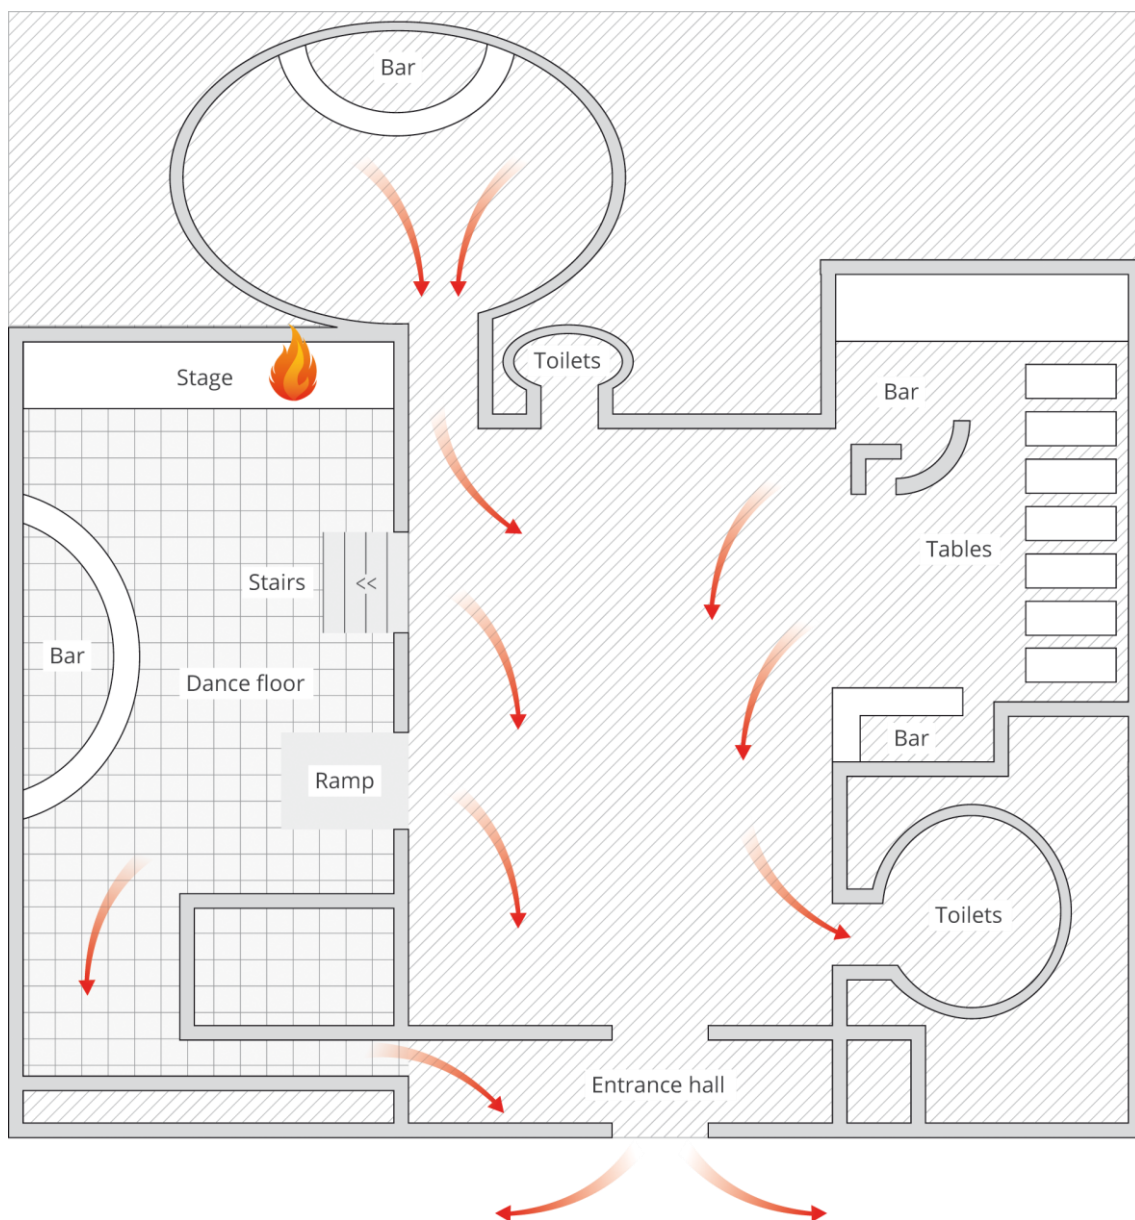 Bar
Toilets
Stage
Bar
Tables
Stairs
<<
Bar
Dance floor
Bar
Ramp
Toilets
Entrance hall